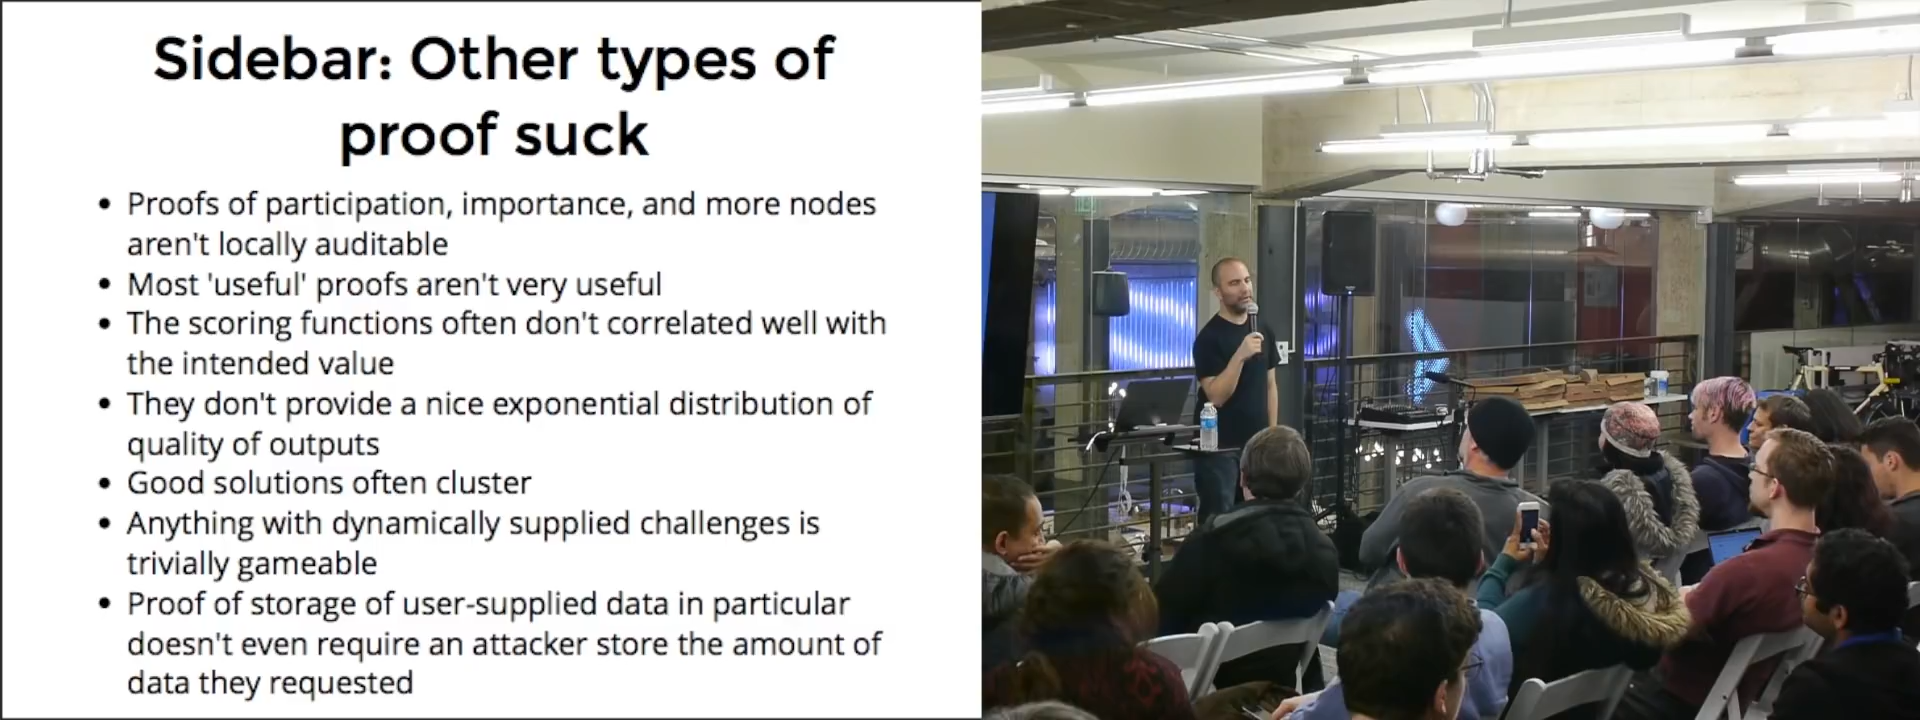 Sidebar: Other types of
proof suck
• Proofs of participation, importance, and more nodes
aren't locally auditable
• Most 'useful' proofs aren't very useful
• The scoring functions often don't correlated well with
the intended value
• They don't provide a nice exponential distribution of
quality of outputs
• Good solutions often cluster
• Anything with dynamically supplied challenges is
trivially gameable
• Proof of storage of user-supplied data in particular
doesn't even require an attacker store the amount of
data they requested